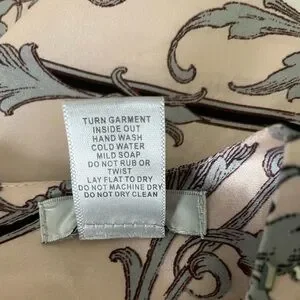 TURN GARMENT
INSIDE OUT
HAND WASH
COLD WATER
MILD SOAP
DO NOT RUB OR
TWIST
LAY FLAT TO DRY
DO NOT MACHINE DRY
DO NOT DRY CLEAN